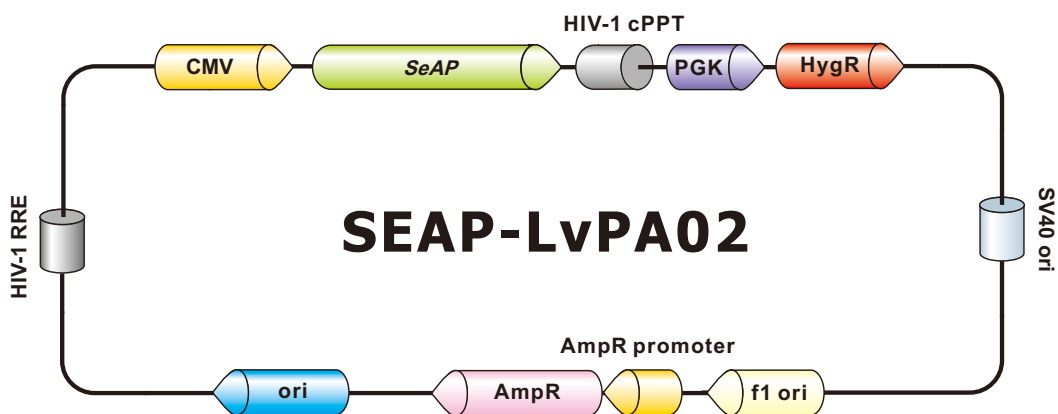 HIV-1 cPPT
CMV
SeAP
PGK
HygR
HIV-1 RRE
SEAP-LvPA02
SV40 ori
AmpR promoter
ori
AmpR
f1 ori